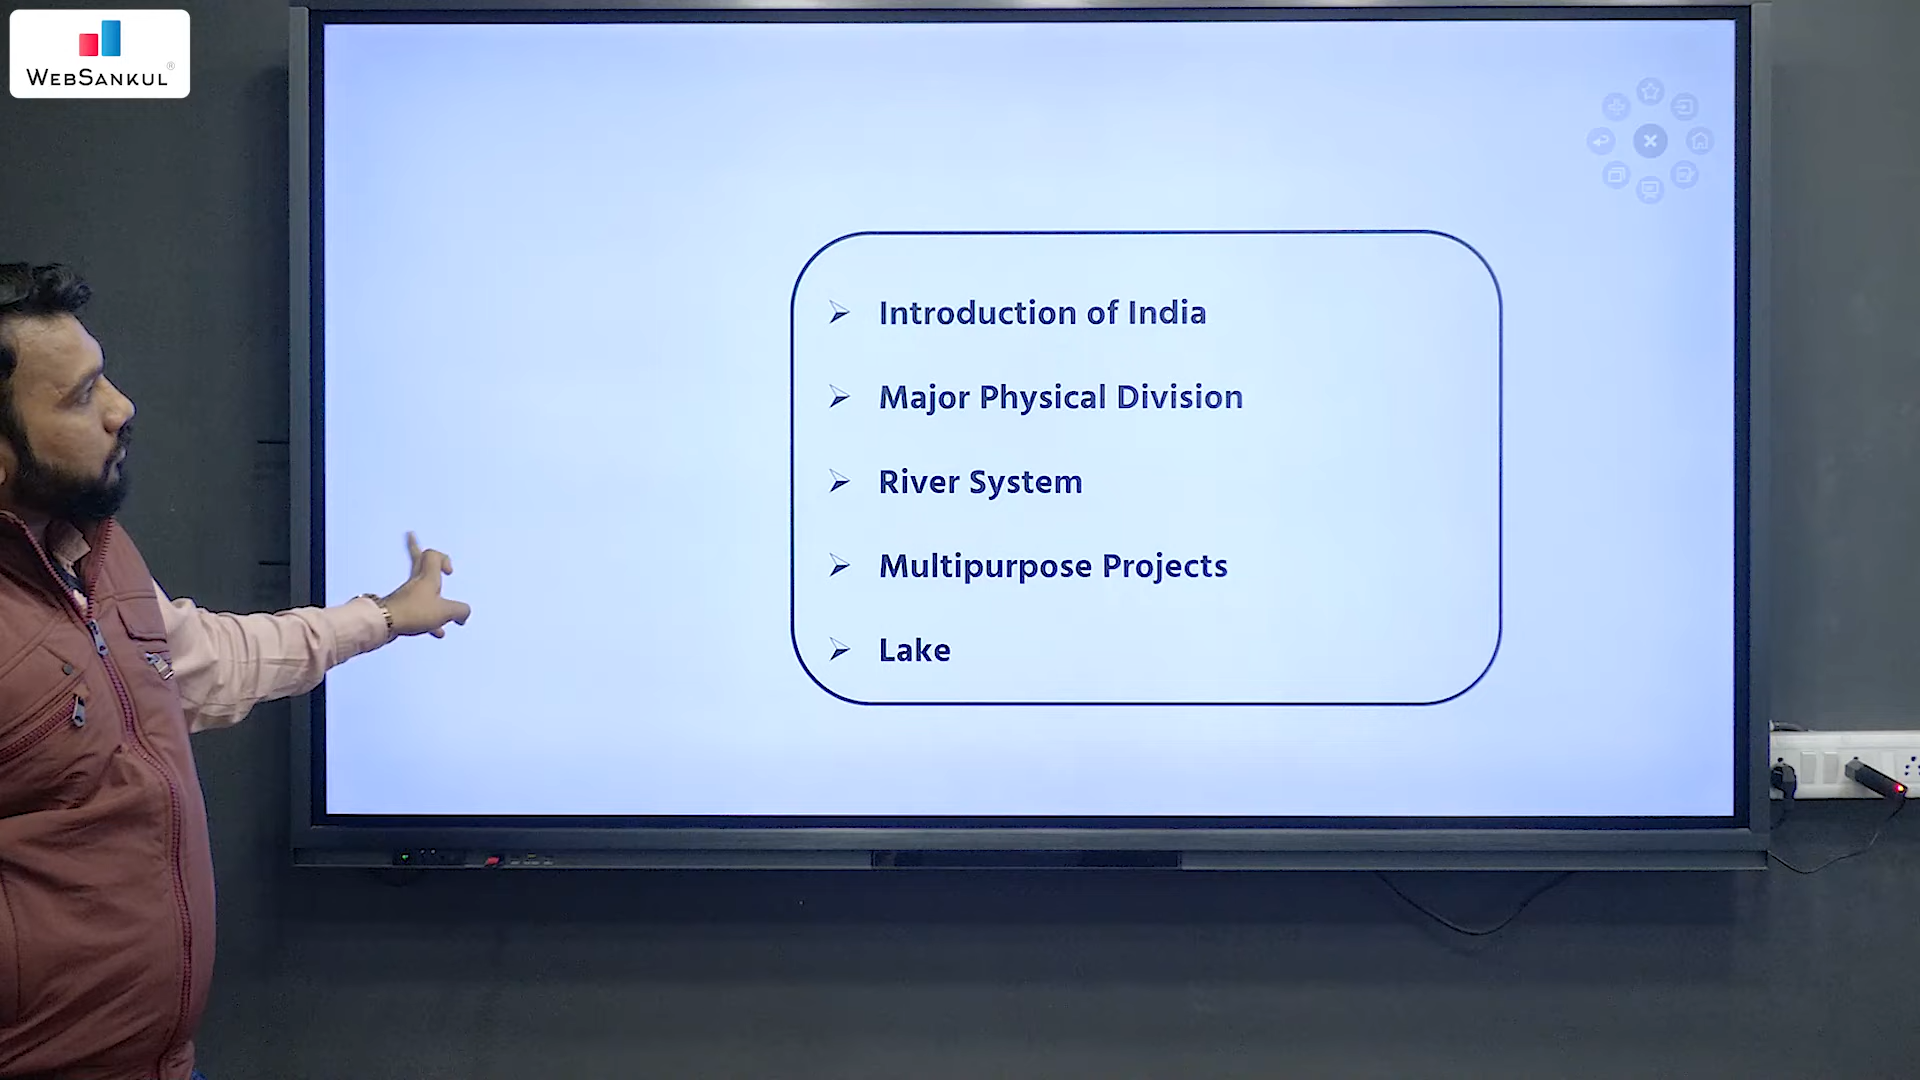 WEBSANKUL®
Introduction of India
Major Physical Division
River System
Multipurpose Projects
Lake